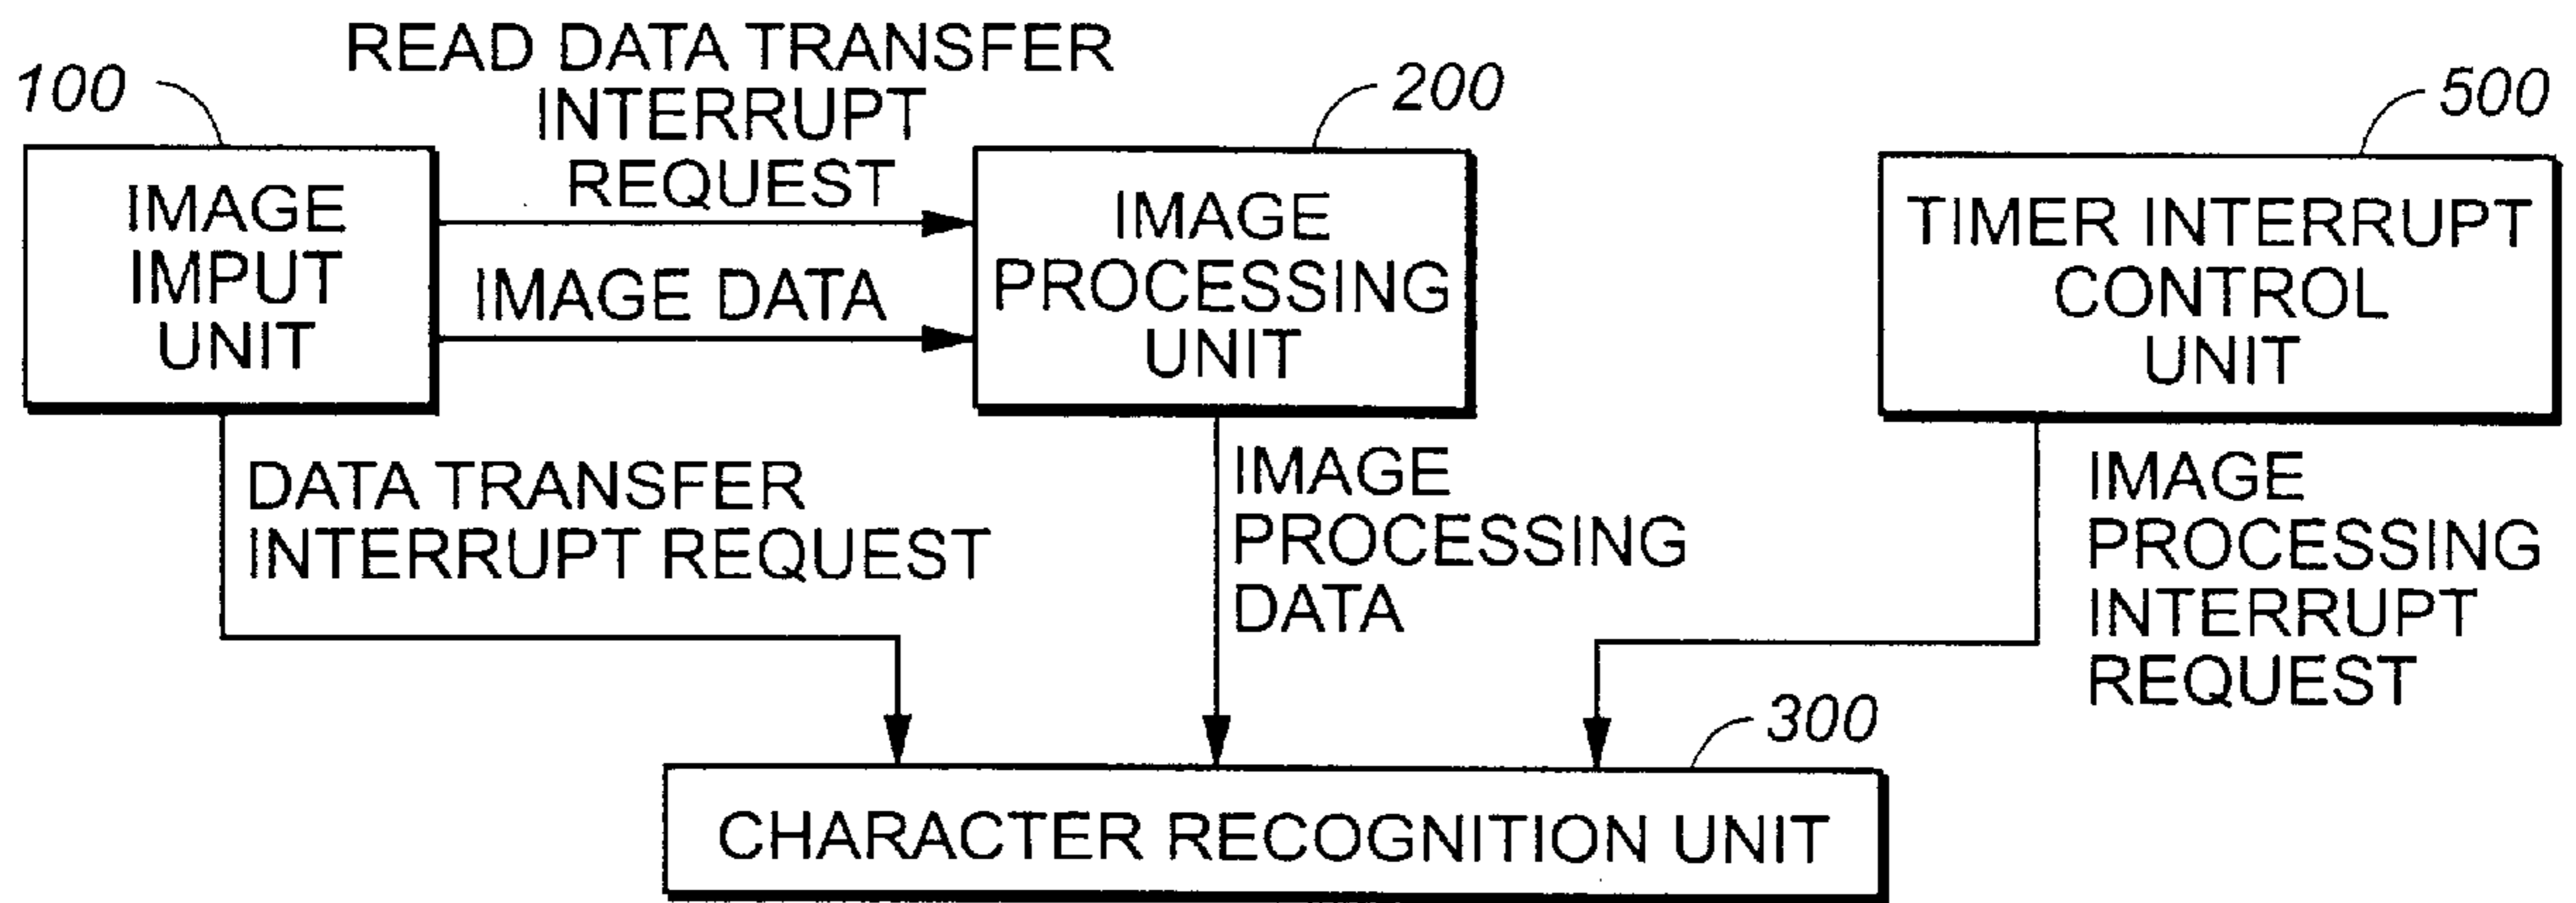 READ DATA TRANSFER
INTERRUPT
REQUEST
100
200
500
IMAGE
IMPUT
UNIT
IMAGE DATA
IMAGE
PROCESSING
UNIT
TIMER INTERRUPT
CONTROL
UNIT
DATA TRANSFER
INTERRUPT REQUEST
IMAGE
PROCESSING
DATA
IMAGE
PROCESSING
INTERRUPT
REQUEST
300
CHARACTER RECOGNITION UNIT